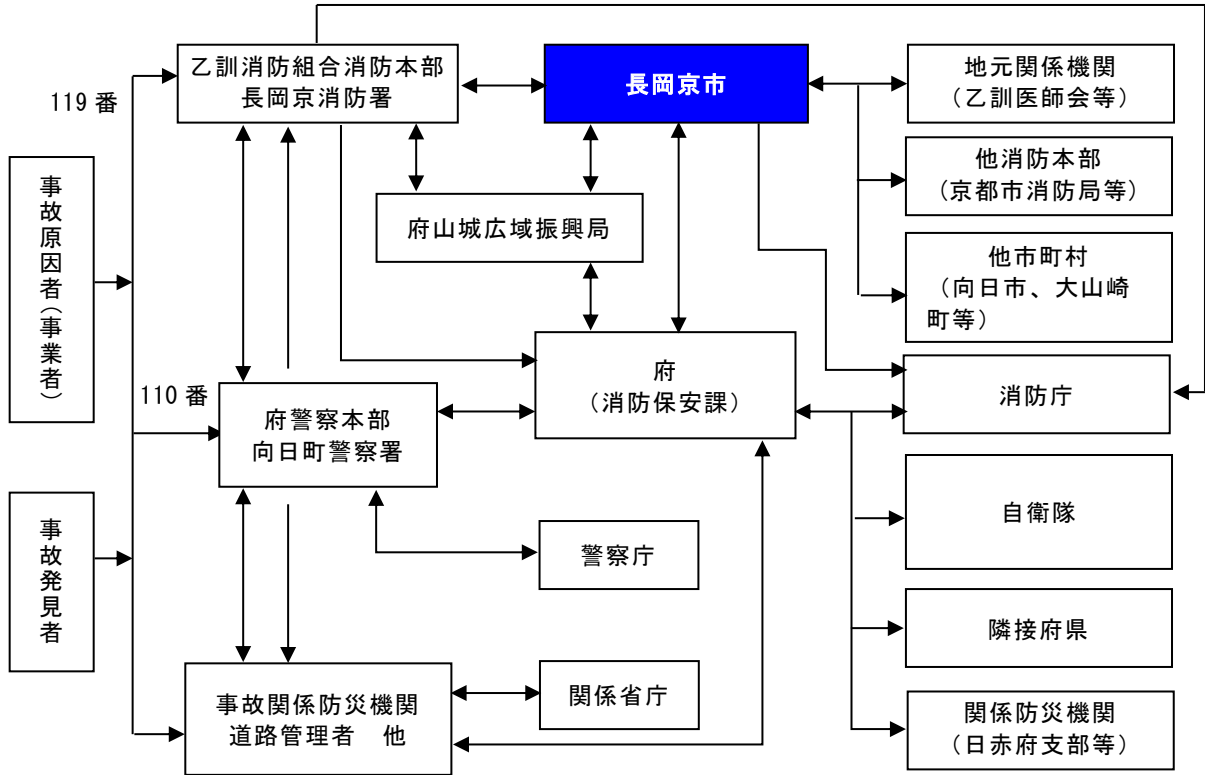 119 番
事故原因者（事業者）
110 番
事故発見者
乙訓消防組合消防本部
長岡京消防署
長岡京市
府山城広域振興局
府
（消防保安課）
府警察本部
向日町警察署
警察庁
事故関係防災機関
道路管理者　他
関係省庁
地元関係機関
（乙訓医師会等）
他消防本部
（京都市消防局等）
他市町村
（向日市、大山崎
町等）
消防庁
自衛隊
隣接府県
関係防災機関
（日赤府支部等）